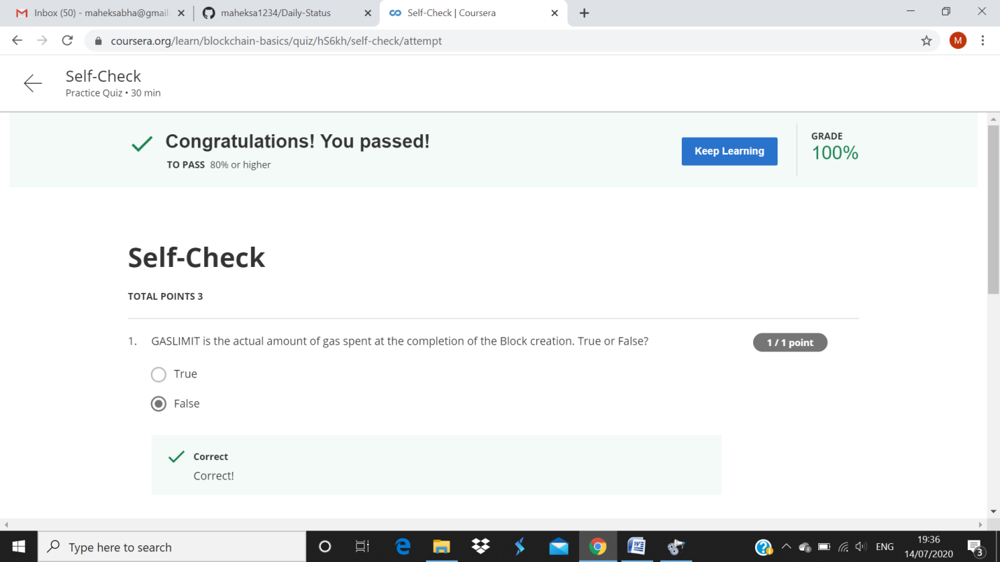 Inbox (50) - maheksabha@gmail.
maheksa1234/Daily-Status
Self-Check | Coursera
coursera.org/learn/blockchain-basics/quiz/hS6kh/self-check/attempt
M
Self-Check
Practice Quiz • 30 min
Congratulations! You passed!
TO PASS 80% or higher
Keep Learning
GRADE
100%
Self-Check
TOTAL POINTS 3
1. GASLIMIT is the actual amount of gas spent at the completion of the Block creation. True or False?
1 / 1 point
True
False
Correct
Correct!
Type here to search
ENG
19:36
14/07/2020
3